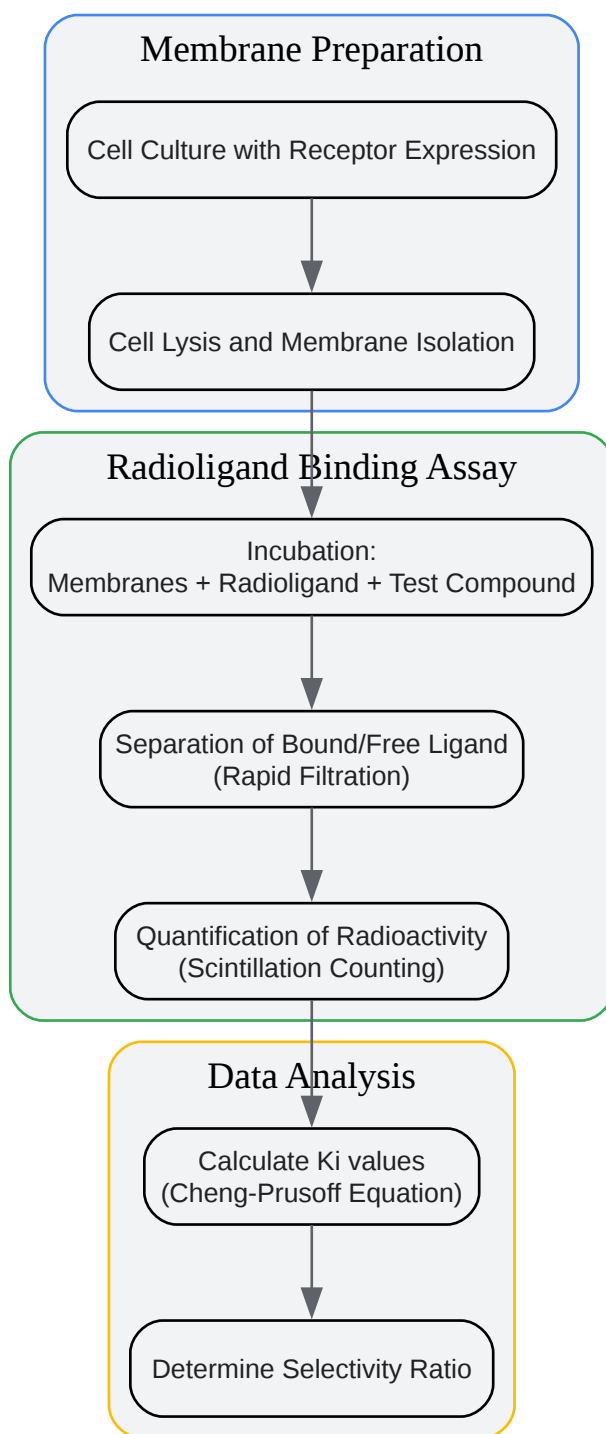 Membrane Preparation
Cell Culture with Receptor Expression
Cell Lysis and Membrane Isolation
Radioligand Binding Assay
Incubation:
Membranes + Radioligand + Test Compound
Separation of Bound/Free Ligand
(Rapid Filtration)
Quantification of Radioactivity
(Scintillation Counting)
Data Analysis
Calculate Ki values
(Cheng-Prusoff Equation)
Determine Selectivity Ratio